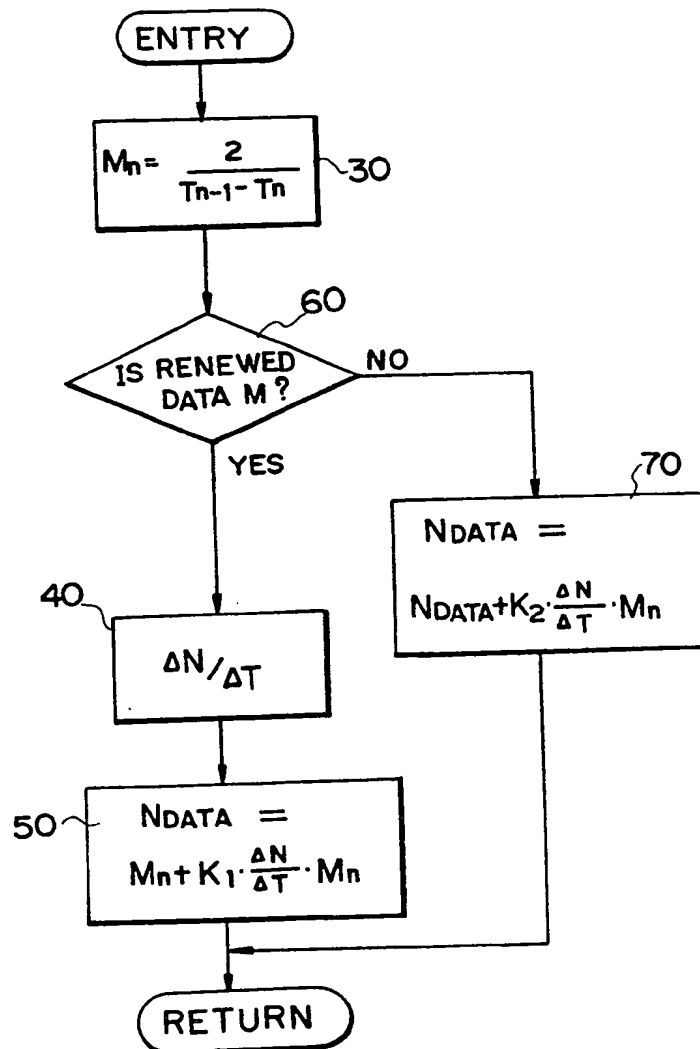 ENTRY
Mn = 2 / Tn-1 - Tn
30
60
IS RENEWED
DATA M ?
NO
YES
70
NDATA =
NDATA+K2·ΔN/ΔT·Mn
40
ΔN/ΔT
50
NDATA =
Mn+K1·ΔN/ΔT·Mn
RETURN